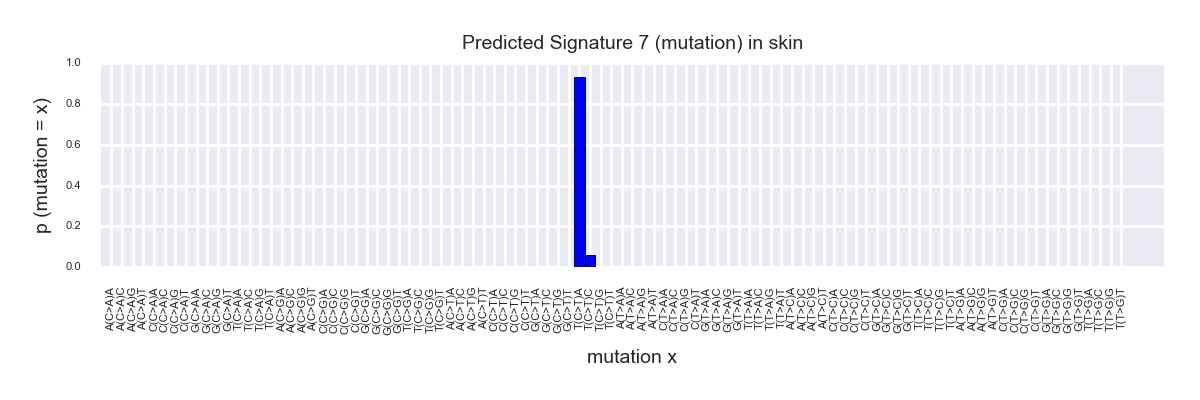 Predicted Signature 7 (mutation) in skin
p (mutation = x)
1.0
0.8
0.6
0.4
0.2
0.0
A(C>A)A
A(C>A)C
A(C>A)G
A(C>A)T
C(C>A)A
C(C>A)C
C(C>A)G
C(C>A)T
G(C>A)A
G(C>A)C
G(C>A)G
G(C>A)T
T(C>A)A
T(C>A)C
T(C>A)G
T(C>A)T
A(C>G)A
A(C>G)C
A(C>G)G
A(C>G)T
C(C>G)A
C(C>G)C
C(C>G)G
C(C>G)T
G(C>G)A
G(C>G)C
G(C>G)G
G(C>G)T
T(C>G)A
T(C>G)C
T(C>G)G
T(C>G)T
A(C>T)A
A(C>T)C
A(C>T)G
A(C>T)T
C(C>T)A
C(C>T)C
C(C>T)G
C(C>T)T
G(C>T)A
G(C>T)C
G(C>T)G
G(C>T)T
T(C>T)A
T(C>T)C
T(C>T)G
T(C>T)T
A(T>A)A
A(T>A)C
A(T>A)G
A(T>A)T
C(T>A)A
C(T>A)C
C(T>A)G
C(T>A)T
G(T>A)A
G(T>A)C
G(T>A)G
G(T>A)T
T(T>A)A
T(T>A)C
T(T>A)G
T(T>A)T
A(T>C)A
A(T>C)C
A(T>C)G
A(T>C)T
C(T>C)A
C(T>C)C
C(T>C)G
C(T>C)T
G(T>C)A
G(T>C)C
G(T>C)G
G(T>C)T
T(T>C)A
T(T>C)C
T(T>C)G
T(T>C)T
A(T>G)A
A(T>G)C
A(T>G)G
A(T>G)T
C(T>G)A
C(T>G)C
C(T>G)G
C(T>G)T
G(T>G)A
G(T>G)C
G(T>G)G
G(T>G)T
T(T>G)A
T(T>G)C
T(T>G)G
T(T>G)T
mutation x